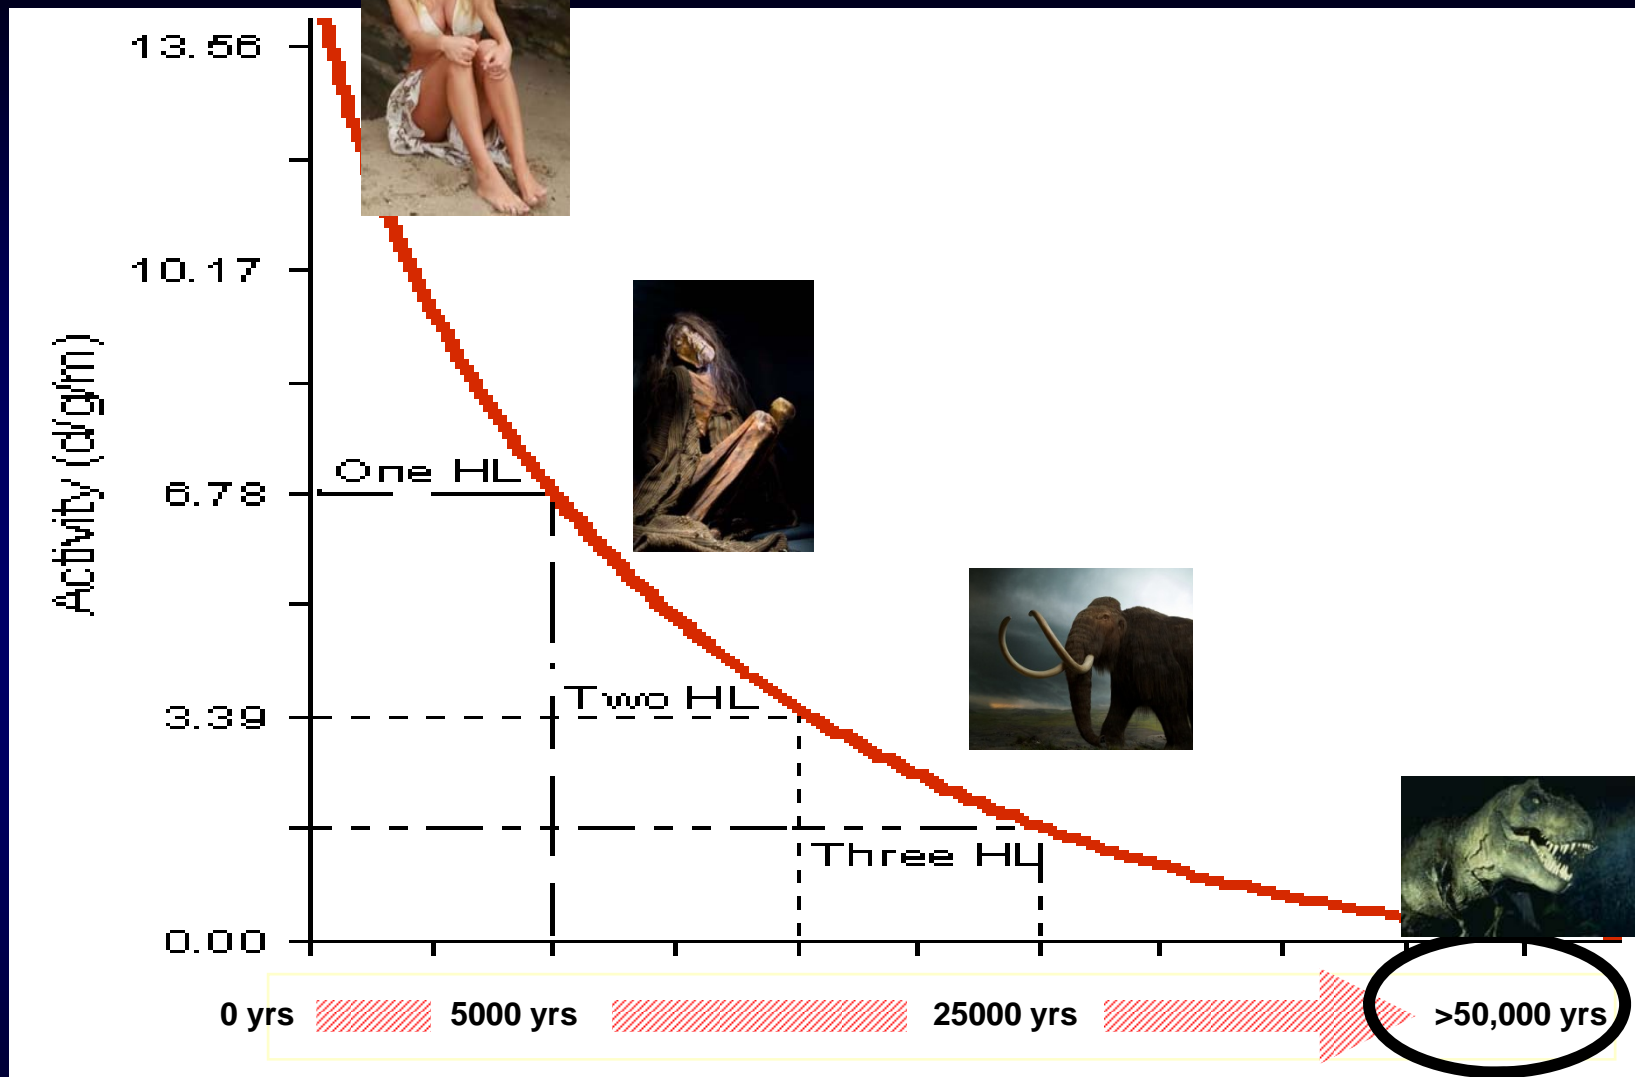 13.56
10.17
Activity (d/g/m)
One HL
6.78
Two HL
3.39
Three HL
0.00
0 yrs
5000 yrs
25000 yrs
>50,000 yrs